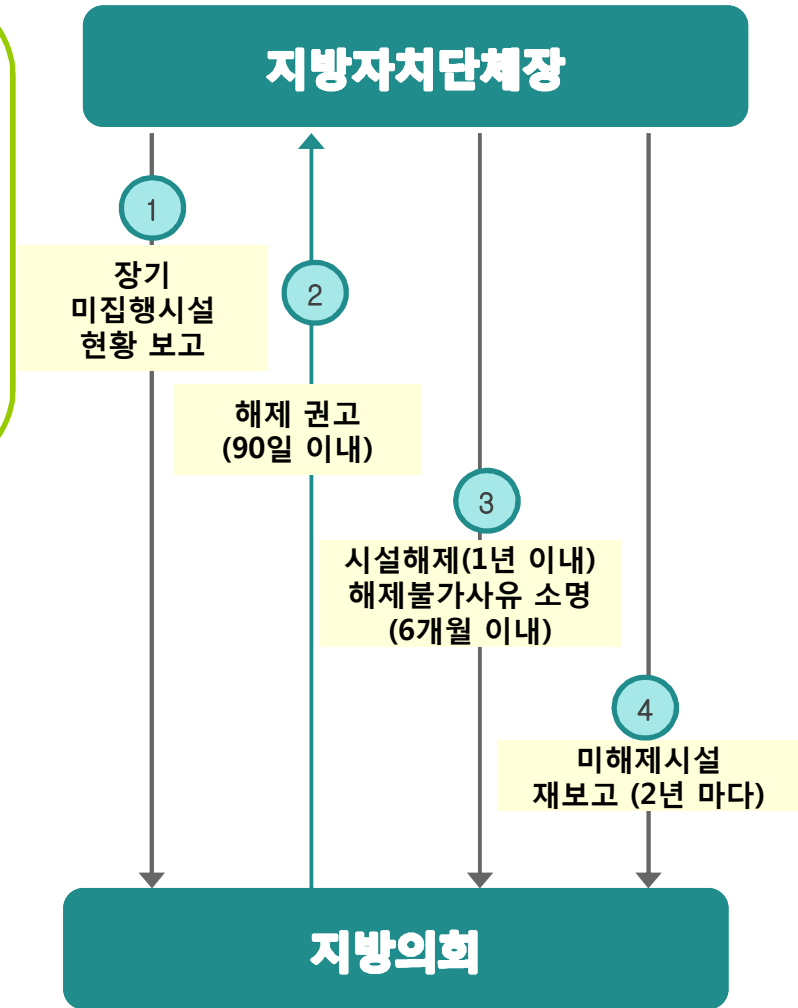 지방자치단체장
1
장기
미집행시설
현황 보고
2
해제 권고
(90일 이내)
3
시설해제(1년 이내)
해제불가사유 소명
(6개월 이내)
4
미해제시설
재보고 (2년 마다)
지방의회